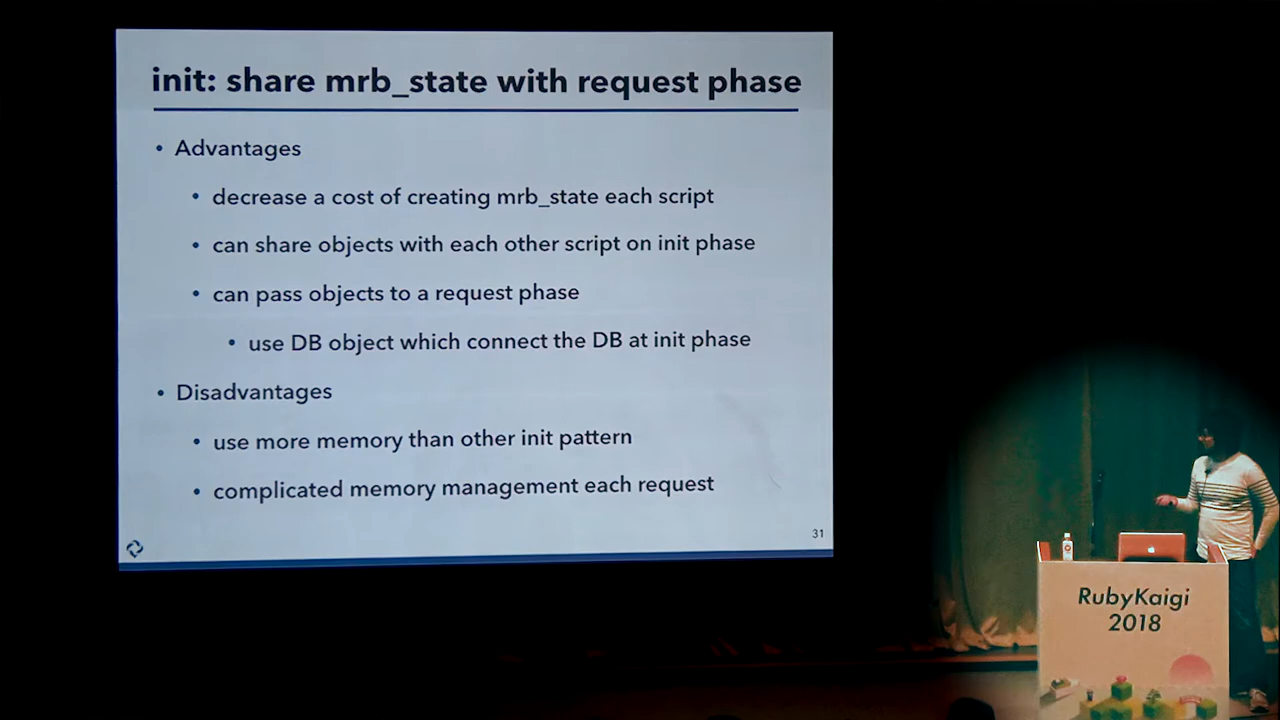 init: share mrb_state with request phase
• Advantages
• decrease a cost of creating mrb_state each script
• can share objects with each other script on init phase
• can pass objects to a request phase
• use DB object which connect the DB at init phase
• Disadvantages
• use more memory than other init pattern
• complicated memory management each request
31
RubyKaigi
2018